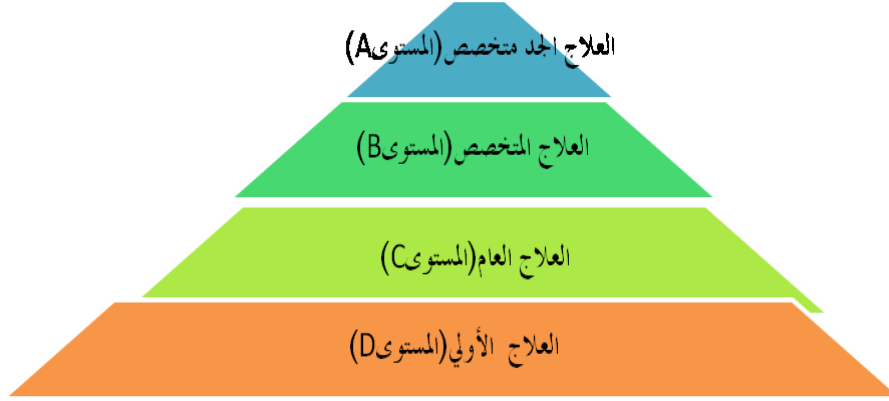 العلاج الجد متخصص(المستوىA)
العلاج المتخصص(المستوىB)
العلاج العام(المستوىC)
العلاج الأولي(المستوىD)